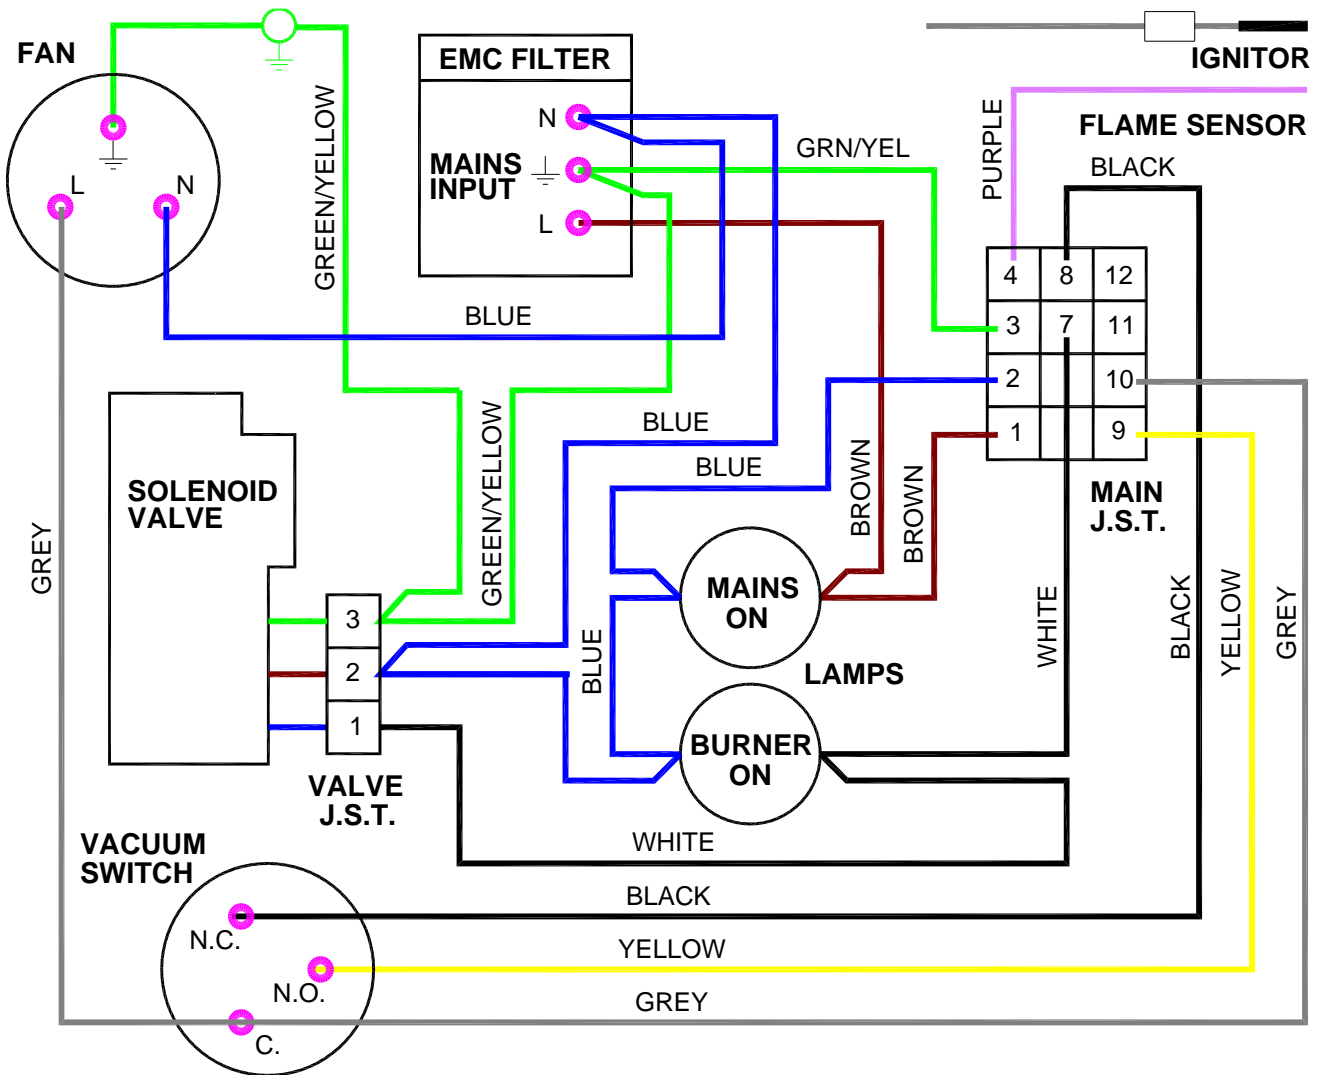 FAN
L
N
GREEN/YELLOW
EMC FILTER
N
MAINS
INPUT
L
GRN/YEL
IGNITOR
PURPLE
FLAME SENSOR
BLACK
4
8
12
3
7
11
2
10
1
9
MAIN
J.S.T.
BLUE
BLUE
BLUE
BROWN
BROWN
GREEN/YELLOW
SOLENOID
VALVE
GREY
MAINS
ON
LAMPS
BURNER
ON
BLUE
WHITE
BLACK
YELLOW
GREY
3
2
1
VALVE
J.S.T.
VACUUM
SWITCH
WHITE
BLACK
YELLOW
GREY
N.C.
N.O.
C.